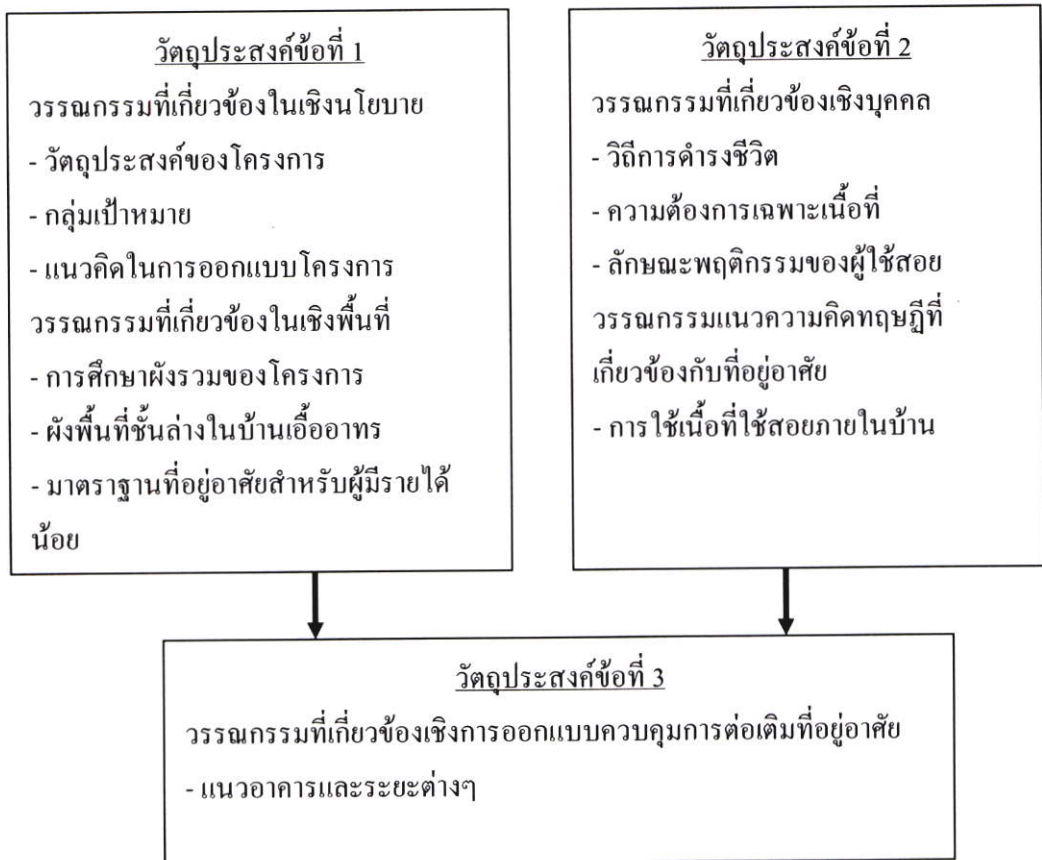 วัตถุประสงค์ข้อที่ 1
วรรณกรรมที่เกี่ยวข้องในเชิงนโยบาย
- วัตถุประสงค์ของโครงการ
- กลุ่มเป้าหมาย
- แนวคิดในการออกแบบโครงการ
วรรณกรรมที่เกี่ยวข้องในเชิงพื้นที่
- การศึกษาผังรวมของโครงการ
- ผังพื้นที่ชั้นล่างในบ้านเอื้ออาทร
- มาตราฐานที่อยู่อาศัยสำหรับผู้มีรายได้
น้อย
วัตถุประสงค์ข้อที่ 2
วรรณกรรมที่เกี่ยวข้องเชิงบุคคล
- วิถีการดำรงชีวิต
- ความต้องการเฉพาะเนื้อที่
- ลักษณะพฤติกรรมของผู้ใช้สอย
วรรณกรรมแนวความคิดทฤษฏีที่
เกี่ยวข้องกับที่อยู่อาศัย
- การใช้เนื้อที่ใช้สอยภายในบ้าน
วัตถุประสงค์ข้อที่ 3
วรรณกรรมที่เกี่ยวข้องเชิงการออกแบบควบคุมการต่อเติมที่อยู่อาศัย
- แนวอาคารและระยะต่างๆ